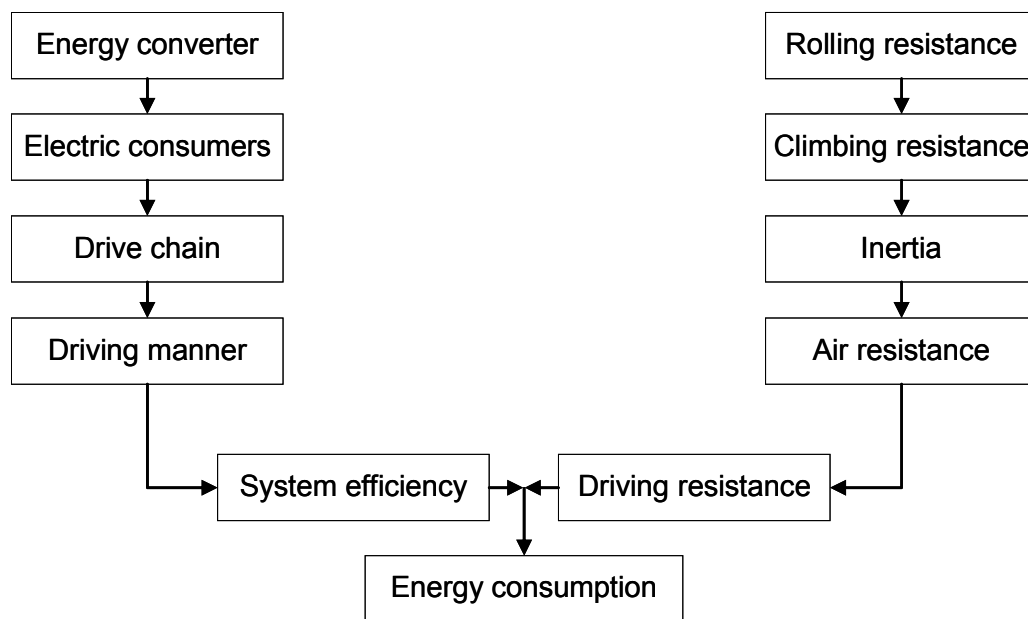 Energy converter
Electric consumers
Drive chain
Driving manner
Rolling resistance
Climbing resistance
Inertia
Air resistance
System efficiency
Driving resistance
Energy consumption